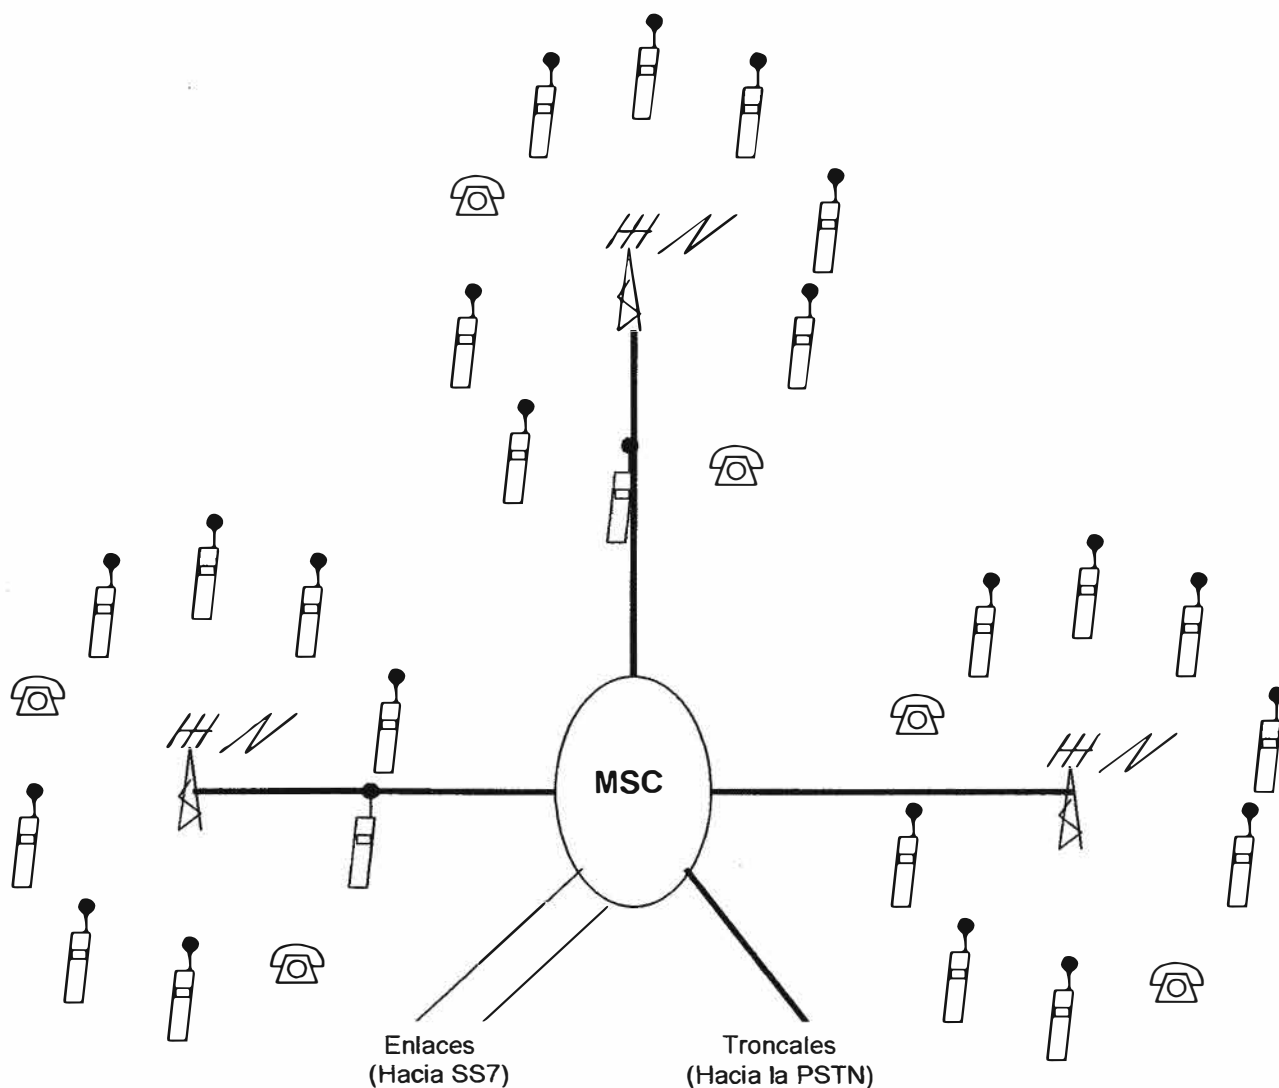 MSC
Enlaces
(Hacia SS7)
Troncales
(Hacia la PSTN)